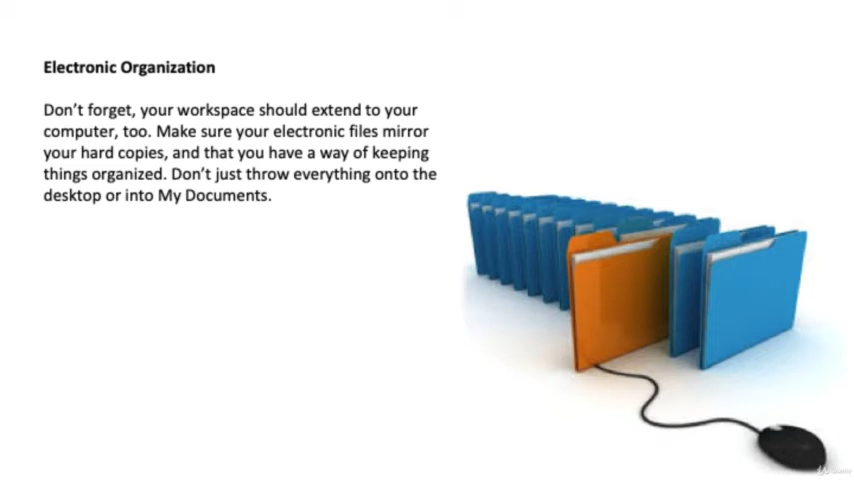 Electronic Organization
Don't forget, your workspace should extend to your
computer, too. Make sure your electronic files mirror
your hard copies, and that you have a way of keeping
things organized. Don't just throw everything onto the
desktop or into My Documents.